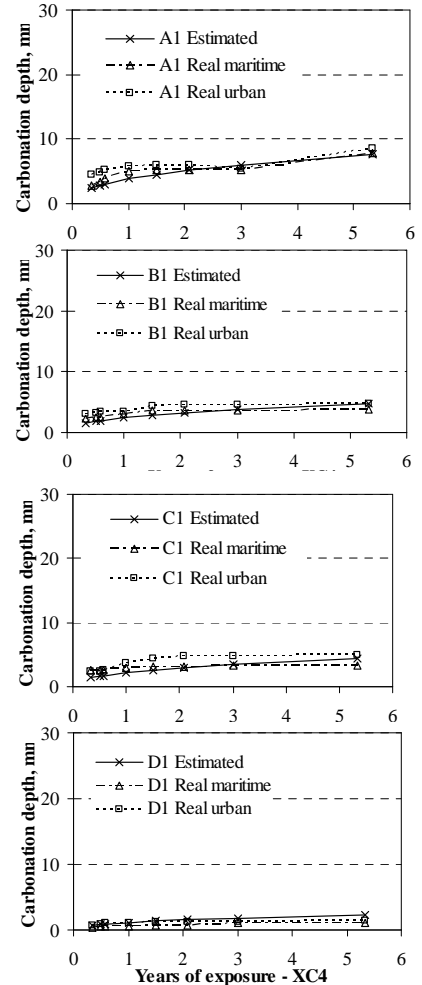 30
A1 Estimated
A1 Real maritime
20
A1 Real urban
10
0
0 1 2 3 4 5 6
Carbonation depth, mm
30
B1 Estimated
B1 Real maritime
20
B1 Real urban
10
0
0 1 2 3 4 5 6
Carbonation depth, mm
30
C1 Estimated
C1 Real maritime
20
C1 Real urban
10
0
0 1 2 3 4 5 6
Carbonation depth, mm
30
D1 Estimated
D1 Real maritime
20
D1 Real urban
10
0
0 1 2 3 4 5 6
Carbonation depth, mm
Years of exposure - XC4